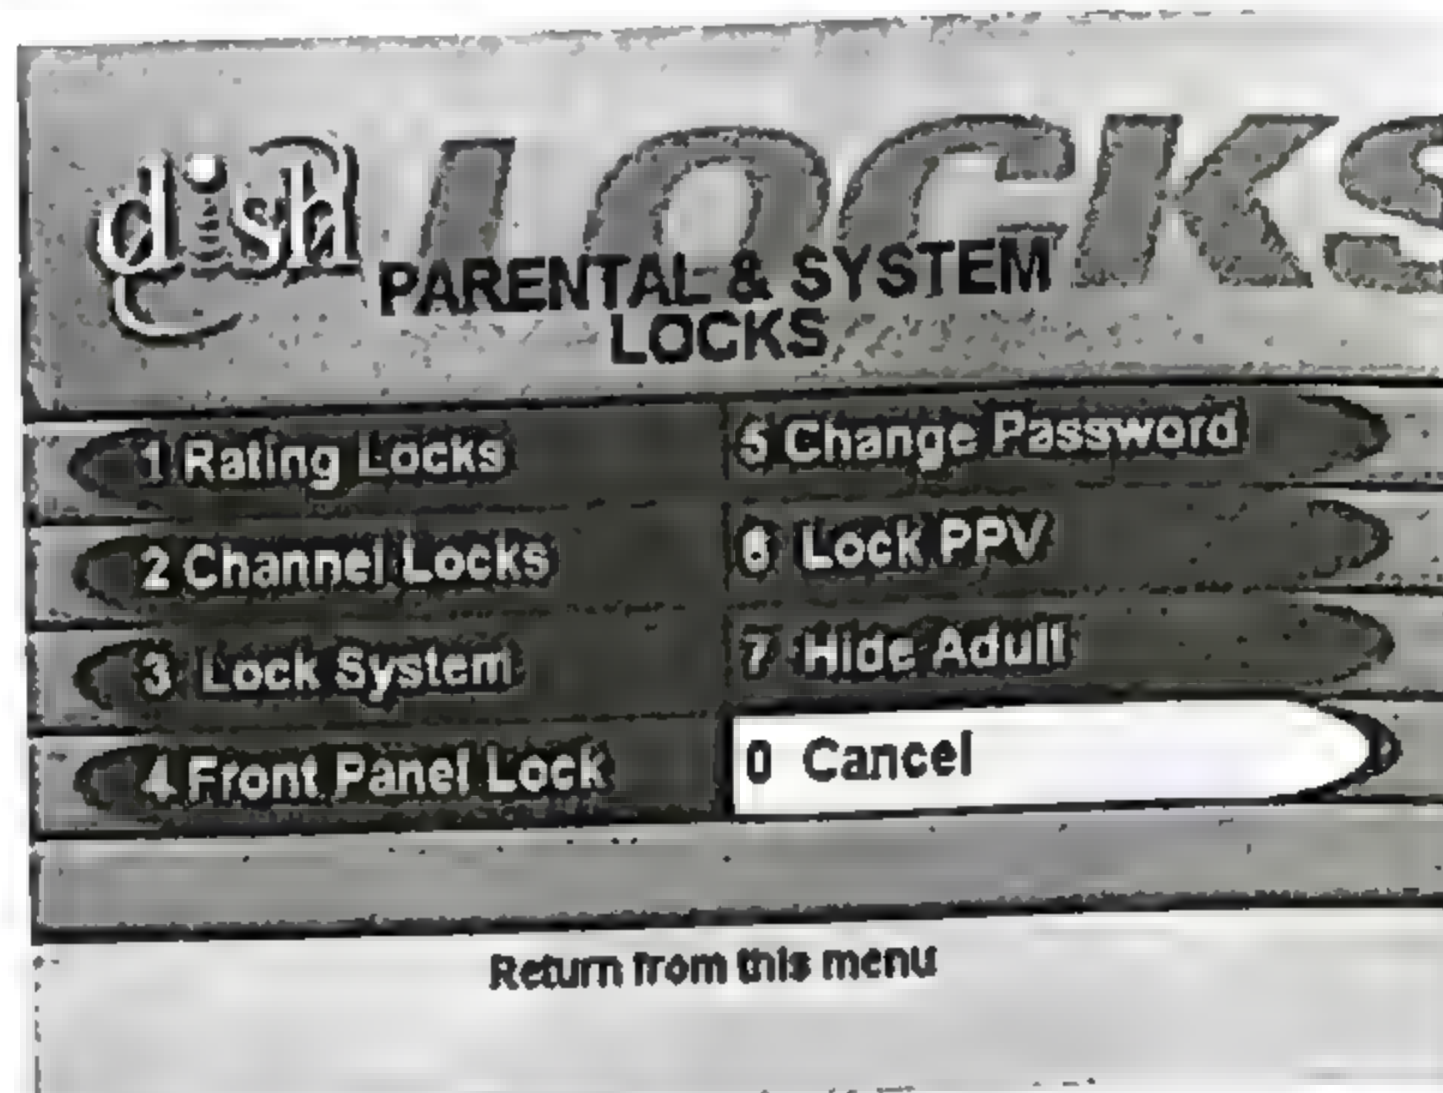 dish LOCKS
PARENTAL & SYSTEM
LOCKS
1 Rating Locks
2 Channel Locks
3 Lock System
4 Front Panel Lock
5 Change Password
6 Lock PPV
7 Hide Adult
0 Cancel
Return from this menu